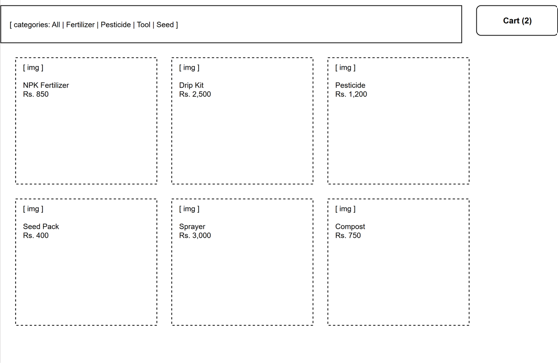 [ categories: All | Fertilizer | Pesticide | Tool | Seed ]
Cart (2)
[ img ]
NPK Fertilizer
Rs. 850
[ img ]
Drip Kit
Rs. 2,500
[ img ]
Pesticide
Rs. 1,200
[ img ]
Seed Pack
Rs. 400
[ img ]
Sprayer
Rs. 3,000
[ img ]
Compost
Rs. 750